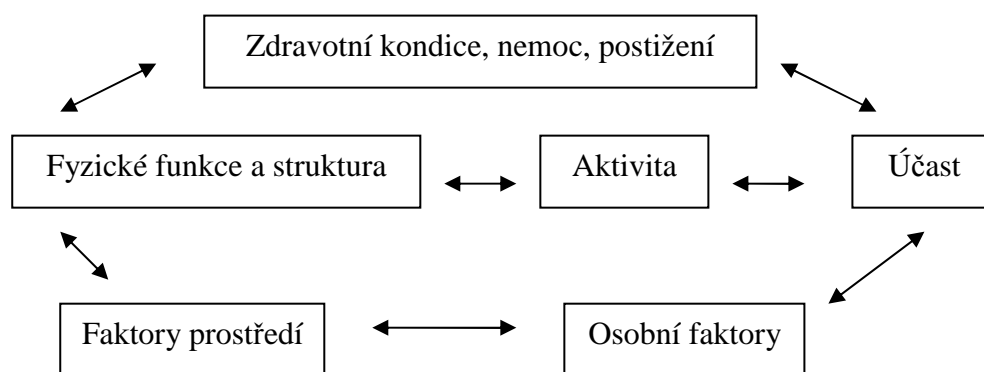 Zdravotní kondice, nemoc, postižení
Fyzické funkce a struktura
Aktivita
Účast
Faktory prostředí
Osobní faktory